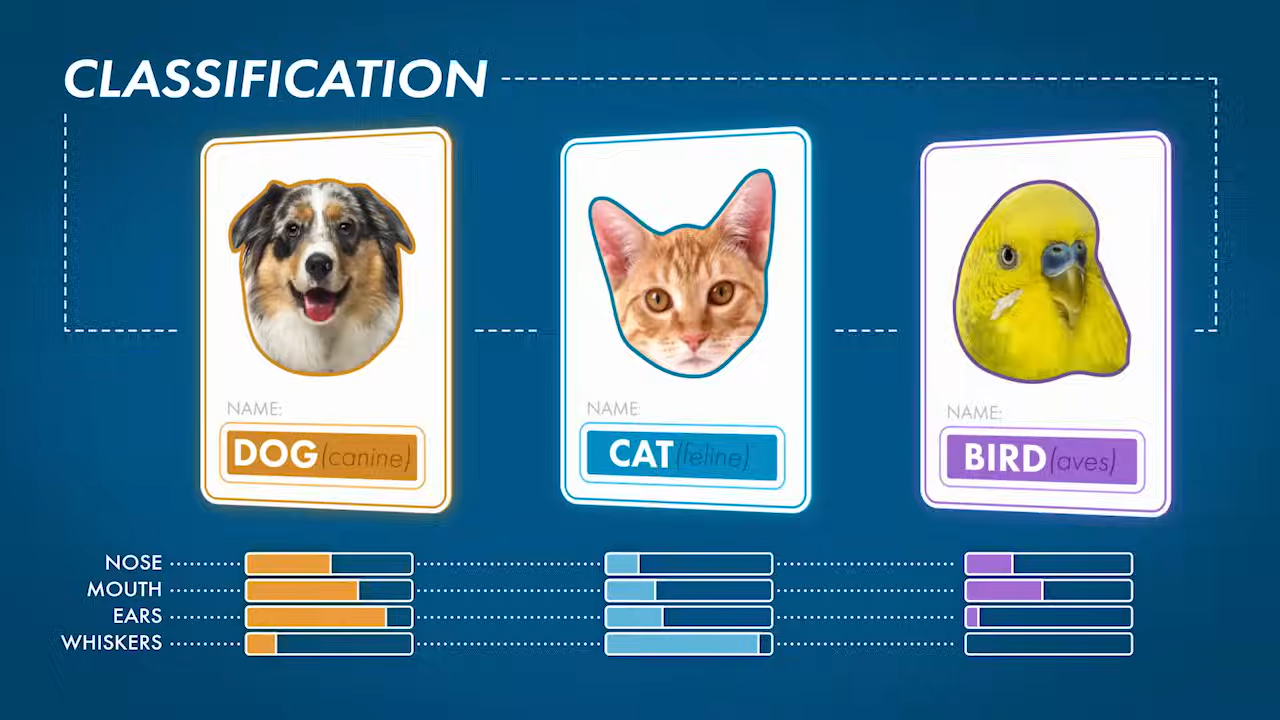 CLASSIFICATION
NAME:
DOG (canine)
NAME:
CAT (feline)
NAME:
BIRD (aves)
NOSE
MOUTH
EARS
WHISKERS